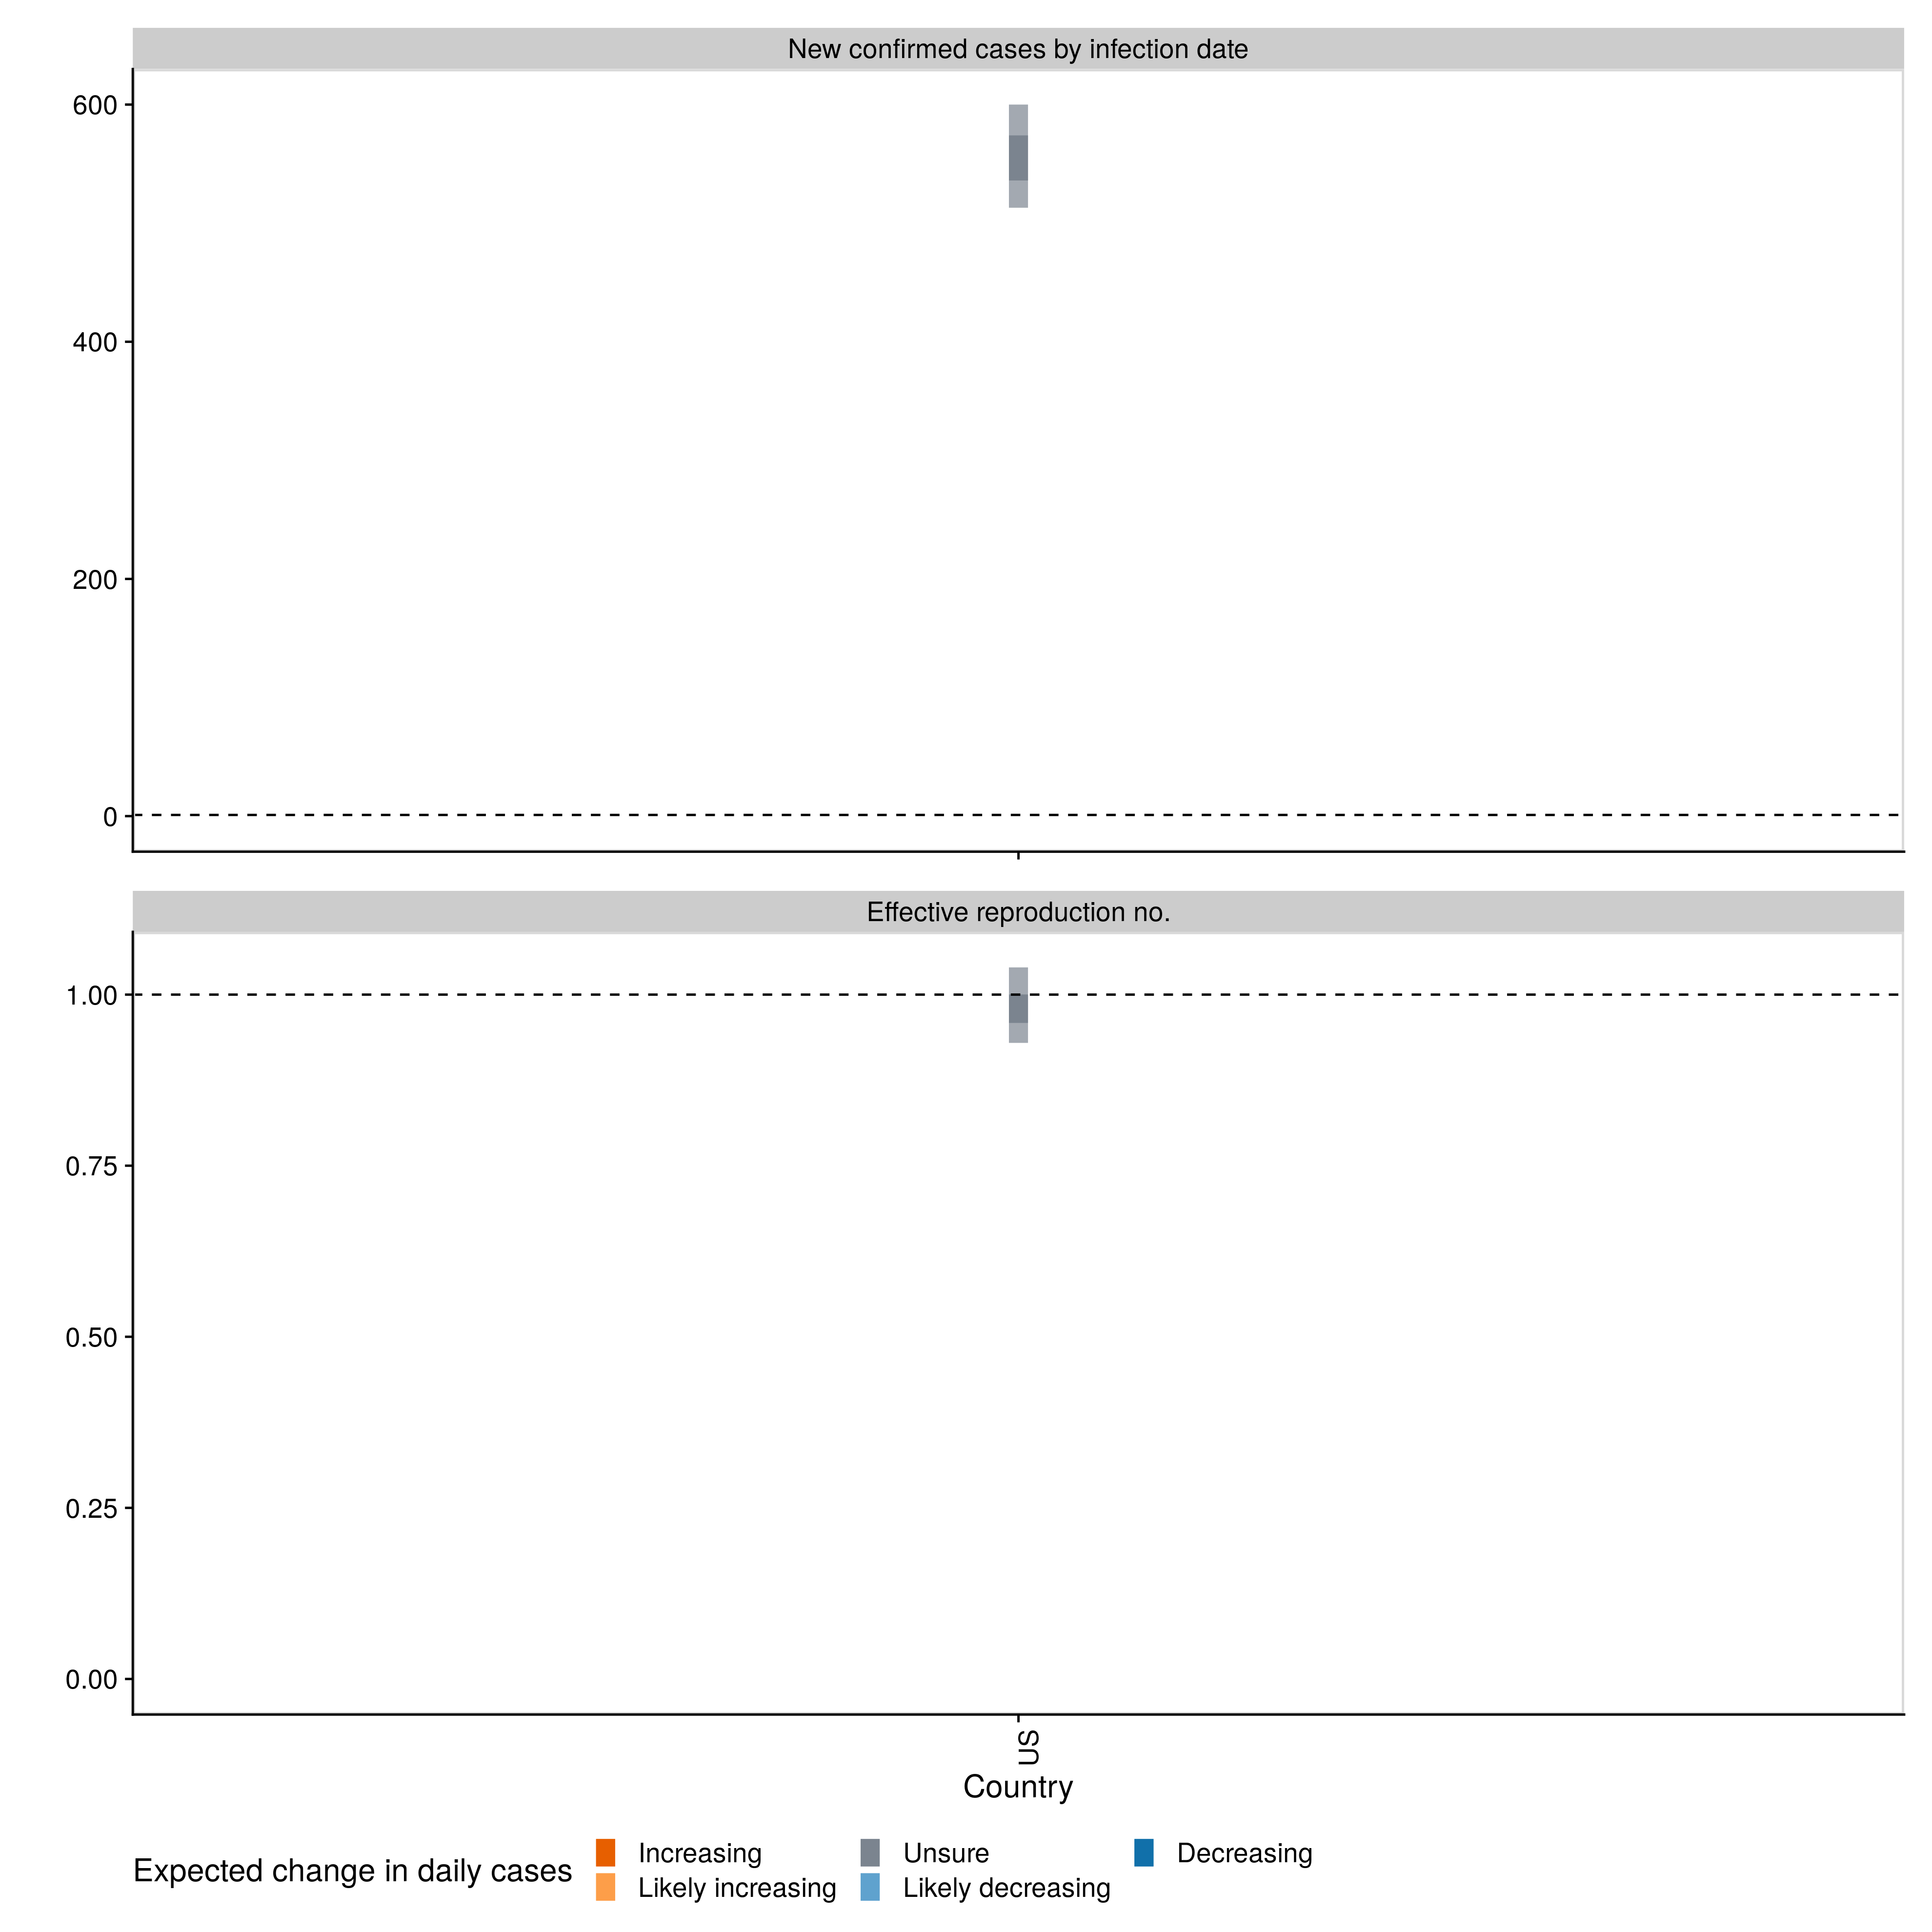 New confirmed cases by infection date
600
400
200
0
Effective reproduction no.
1.00
0.75
0.50
0.25
0.00
US
Country
Expected change in daily cases
Increasing
Unsure
Decreasing
Likely increasing
Likely decreasing